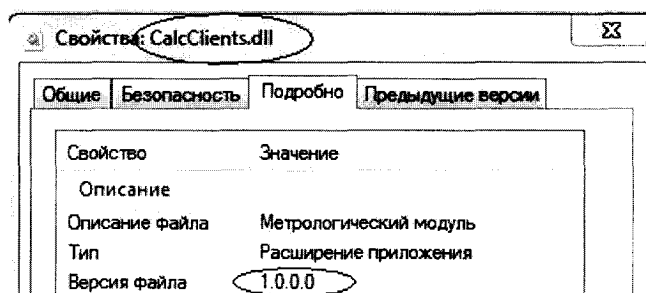 Свойства: CalcClients.dll
Общие Безопасность Подробно Предыдущие версии
Свойство Значение
Описание
Описание файла Метрологический модуль
Тип Расширение приложения
Версия файла 1.0.0.0